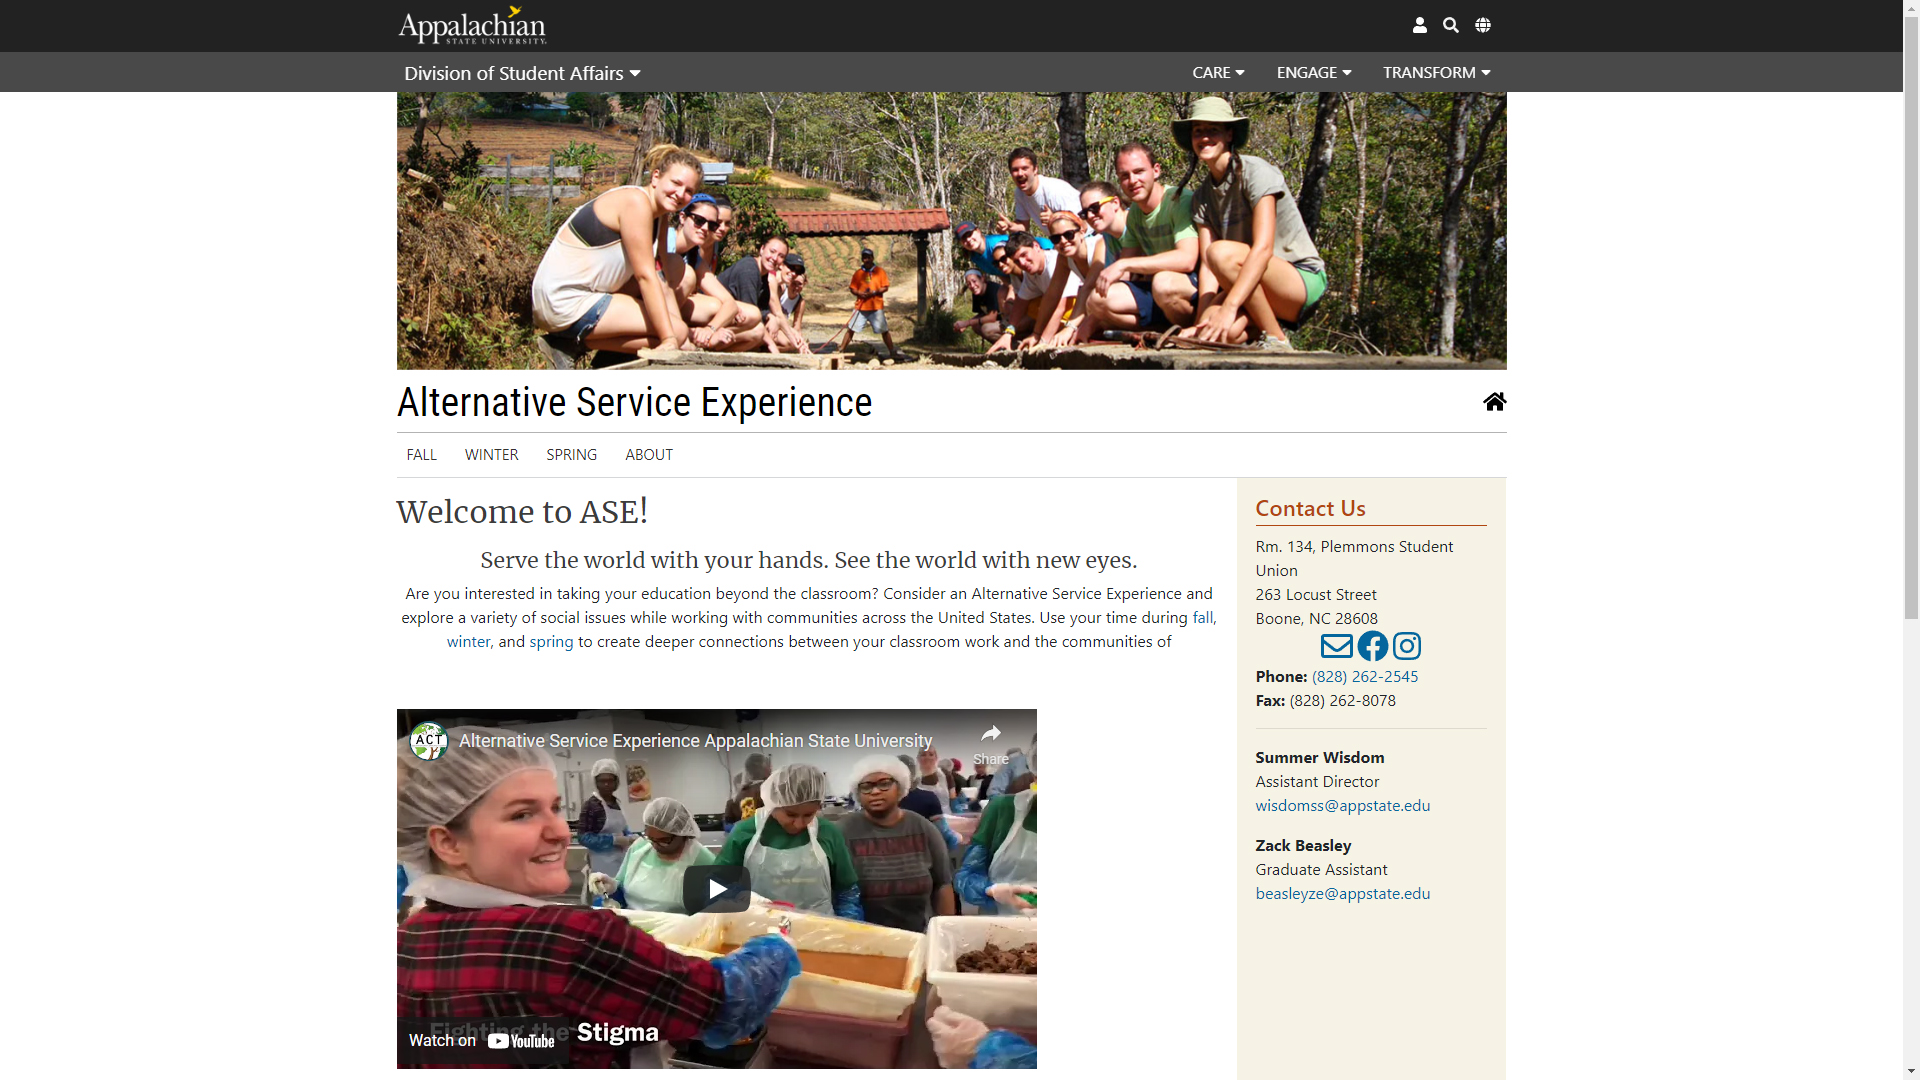 Appalachian
STATE UNIVERSITY
Division of Student Affairs
CARE
ENGAGE
TRANSFORM
Alternative Service Experience
FALL
WINTER
SPRING
ABOUT
Welcome to ASE!
Serve the world with your hands. See the world with new eyes.
Are you interested in taking your education beyond the classroom? Consider an Alternative Service Experience and
explore a variety of social issues while working with communities across the United States. Use your time during fall,
winter, and spring to create deeper connections between your classroom work and the communities of
ACT
Alternative Service Experience Appalachian State University
Share
Fighting the Stigma
Watch on YouTube
Contact Us
Rm. 134, Plemmons Student
Union
263 Locust Street
Boone, NC 28608
Phone: (828) 262-2545
Fax: (828) 262-8078
Summer Wisdom
Assistant Director
wisdomss@appstate.edu
Zack Beasley
Graduate Assistant
beasleyze@appstate.edu